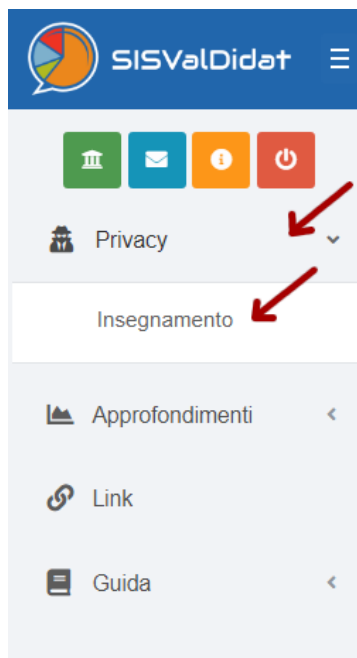 SISValDidat
Privacy
Insegnamento
Approfondimenti
Link
Guida